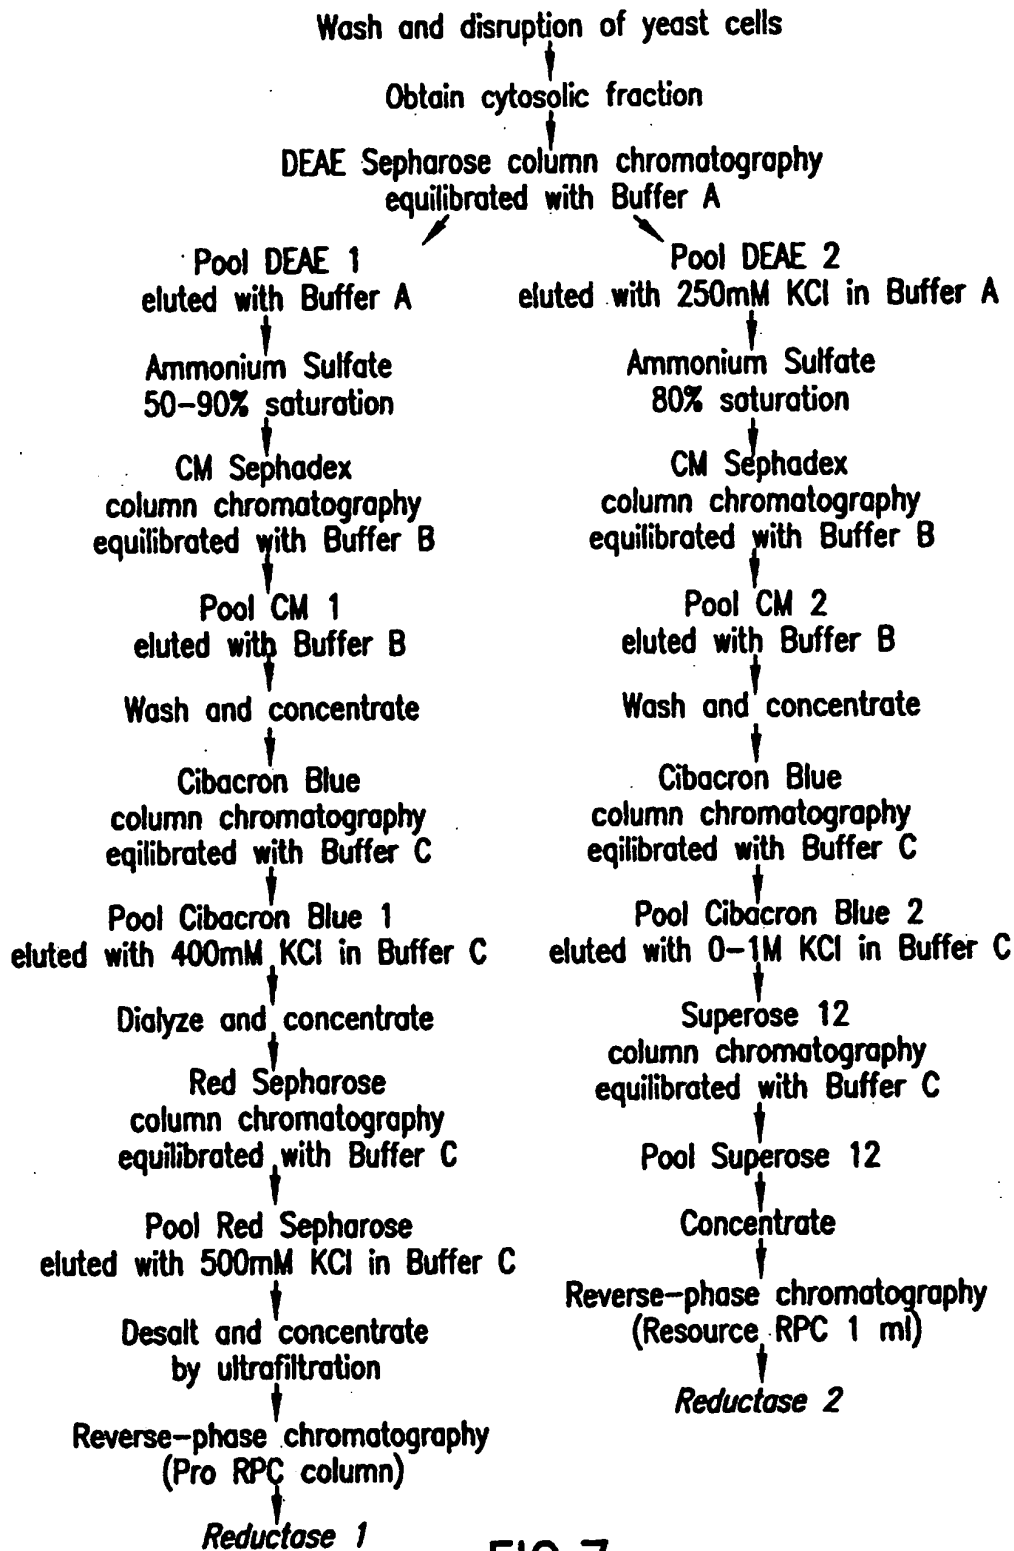 Wash and disruption of yeast cells
Obtain cytosolic fraction
DEAE Sepharose column chromatography
equilibrated with Buffer A
Pool DEAE 1
eluted with Buffer A
Ammonium Sulfate
50-90% saturation
CM Sephadex
column chromatography
equilibrated with Buffer B
Pool CM 1
eluted with Buffer B
Wash and concentrate
Cibacron Blue
column chromatography
eqilibrated with Buffer C
Pool Cibacron Blue 1
eluted with 400mM KCl in Buffer C
Dialyze and concentrate
Red Sepharose
column chromatography
equilibrated with Buffer C
Pool Red Sepharose
eluted with 500mM KCl in Buffer C
Desalt and concentrate
by ultrafiltration
Reverse-phase chromatography
(Pro RPC column)
Reductase 1
Pool DEAE 2
eluted with 250mM KCl in Buffer A
Ammonium Sulfate
80% saturation
CM Sephadex
column chromatography
equilibrated with Buffer B
Pool CM 2
eluted with Buffer B
Wash and concentrate
Cibacron Blue
column chromatography
eqilibrated with Buffer C
Pool Cibacron Blue 2
eluted with 0-1M KCl in Buffer C
Superose 12
column chromatography
equilibrated with Buffer C
Pool Superose 12
Concentrate
Reverse-phase chromatography
(Resource RPC 1 ml)
Reductase 2
FIG. 7